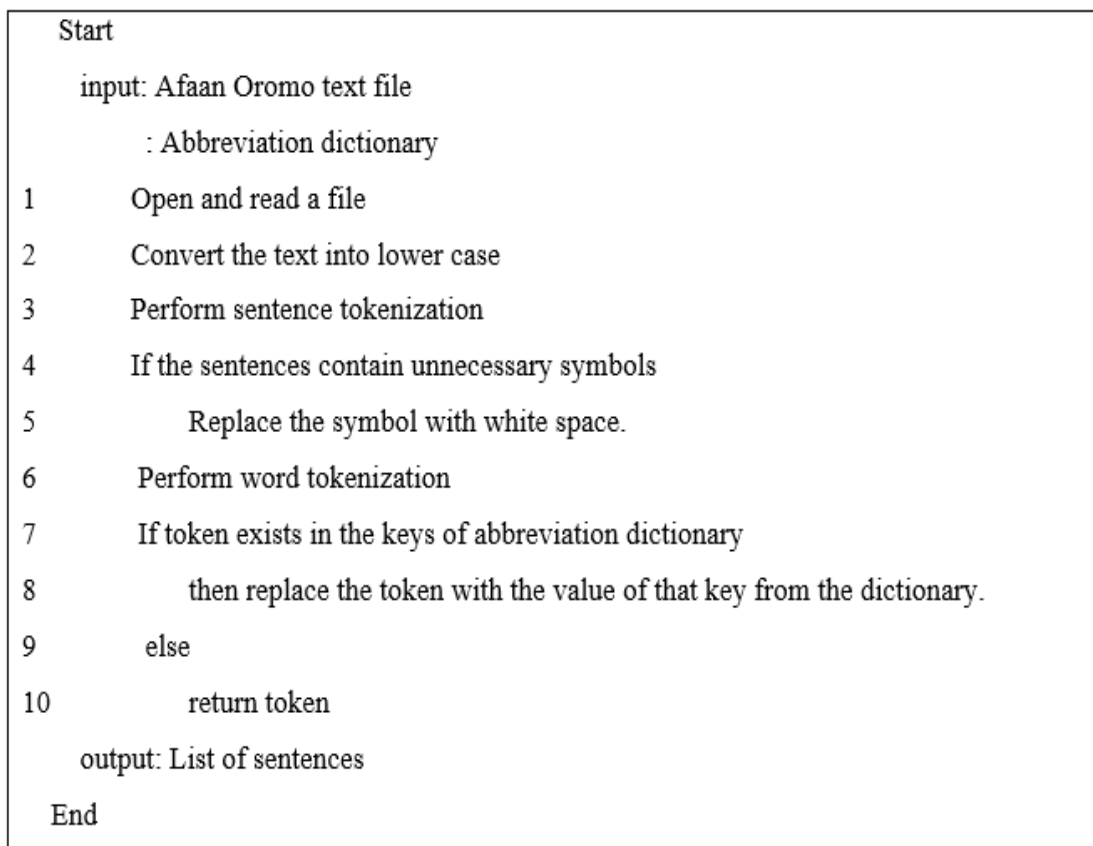 Start
input: Afaan Oromo text file
: Abbreviation dictionary
1 Open and read a file
2 Convert the text into lower case
3 Perform sentence tokenization
4 If the sentences contain unnecessary symbols
5 Replace the symbol with white space.
6 Perform word tokenization
7 If token exists in the keys of abbreviation dictionary
8 then replace the token with the value of that key from the dictionary.
9 else
10 return token
output: List of sentences
End